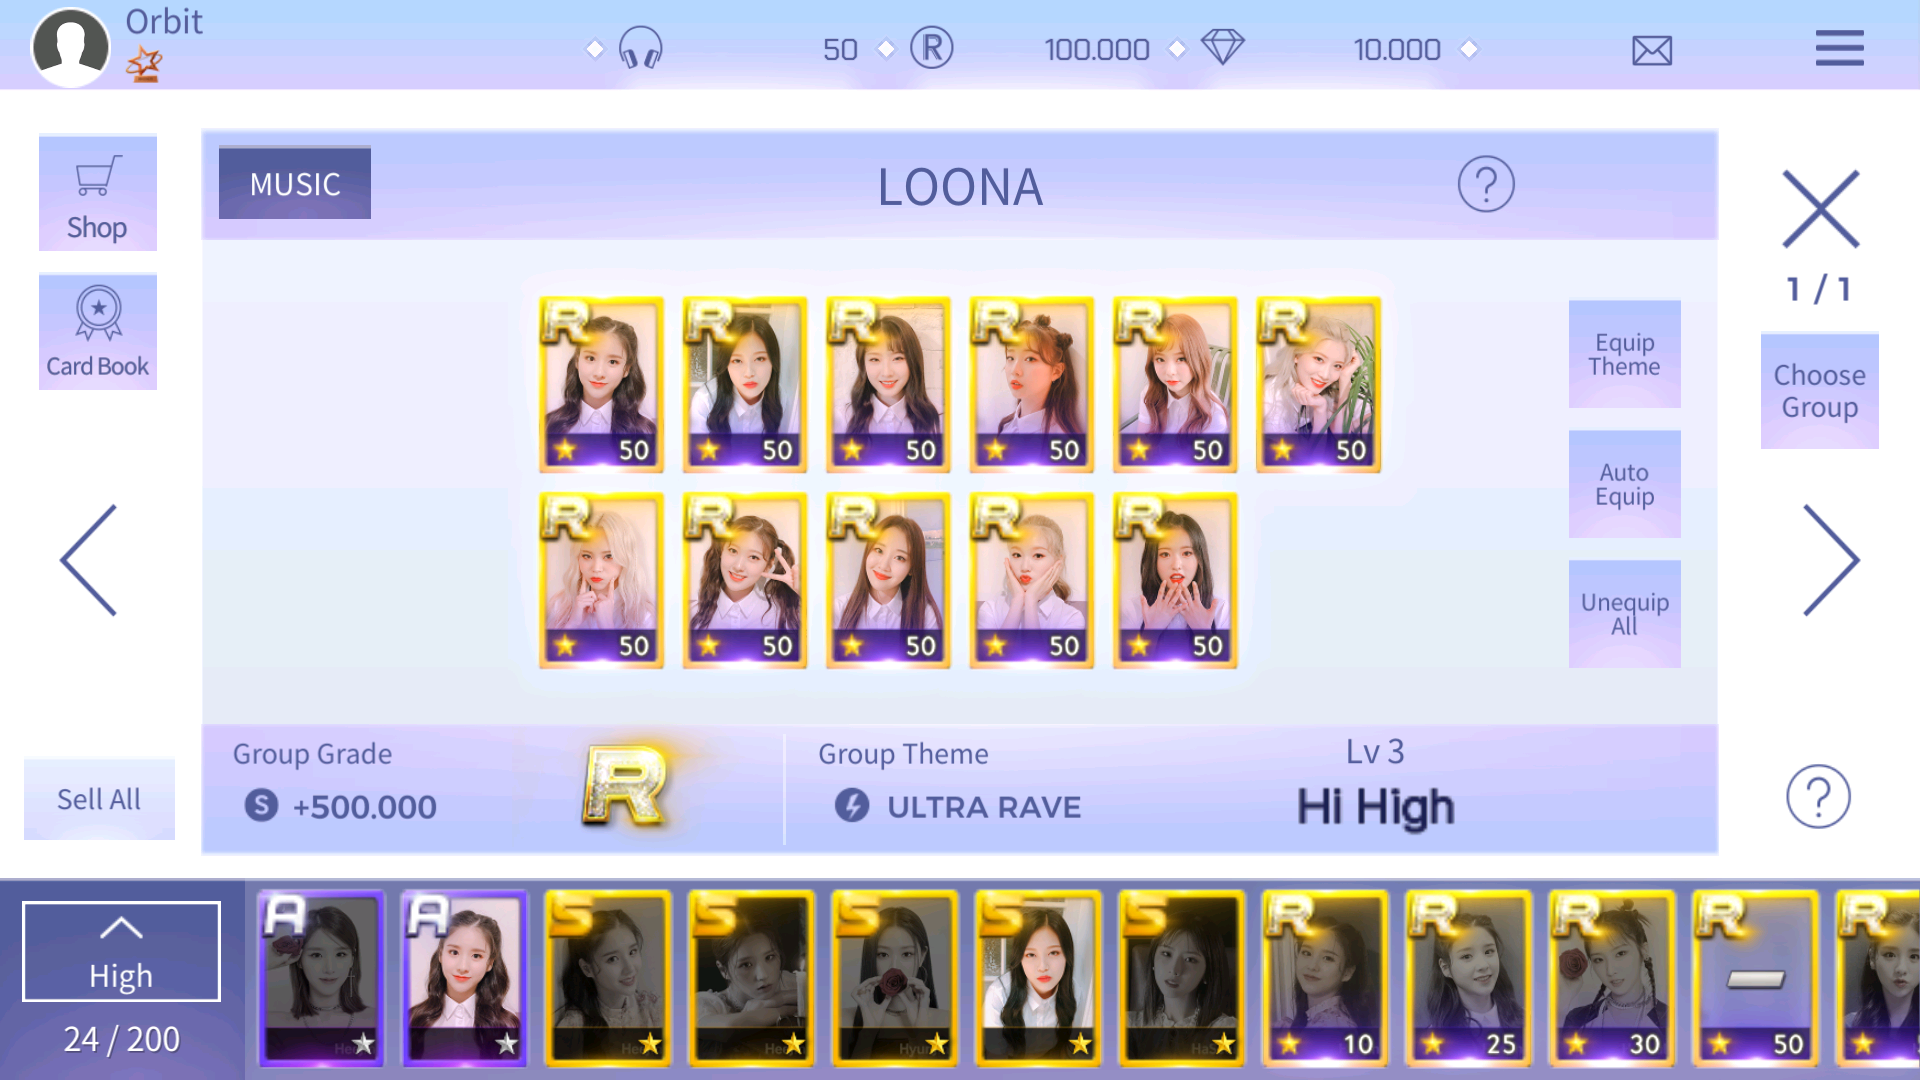 Orbit
50
R
100.000
10.000
Shop
Card Book
MUSIC
LOONA
?
1 / 1
Choose
Group
R
R
R
R
R
R
50
50
50
50
50
50
R
R
R
R
R
50
50
50
50
50
Equip
Theme
Auto
Equip
Unequip
All
Group Grade
S +500.000
R
Group Theme
ULTRA RAVE
Lv 3
Hi High
Sell All
?
High
24 / 200
A
A
S
S
S
S
S
R
R
R
R
R
10
25
30
50